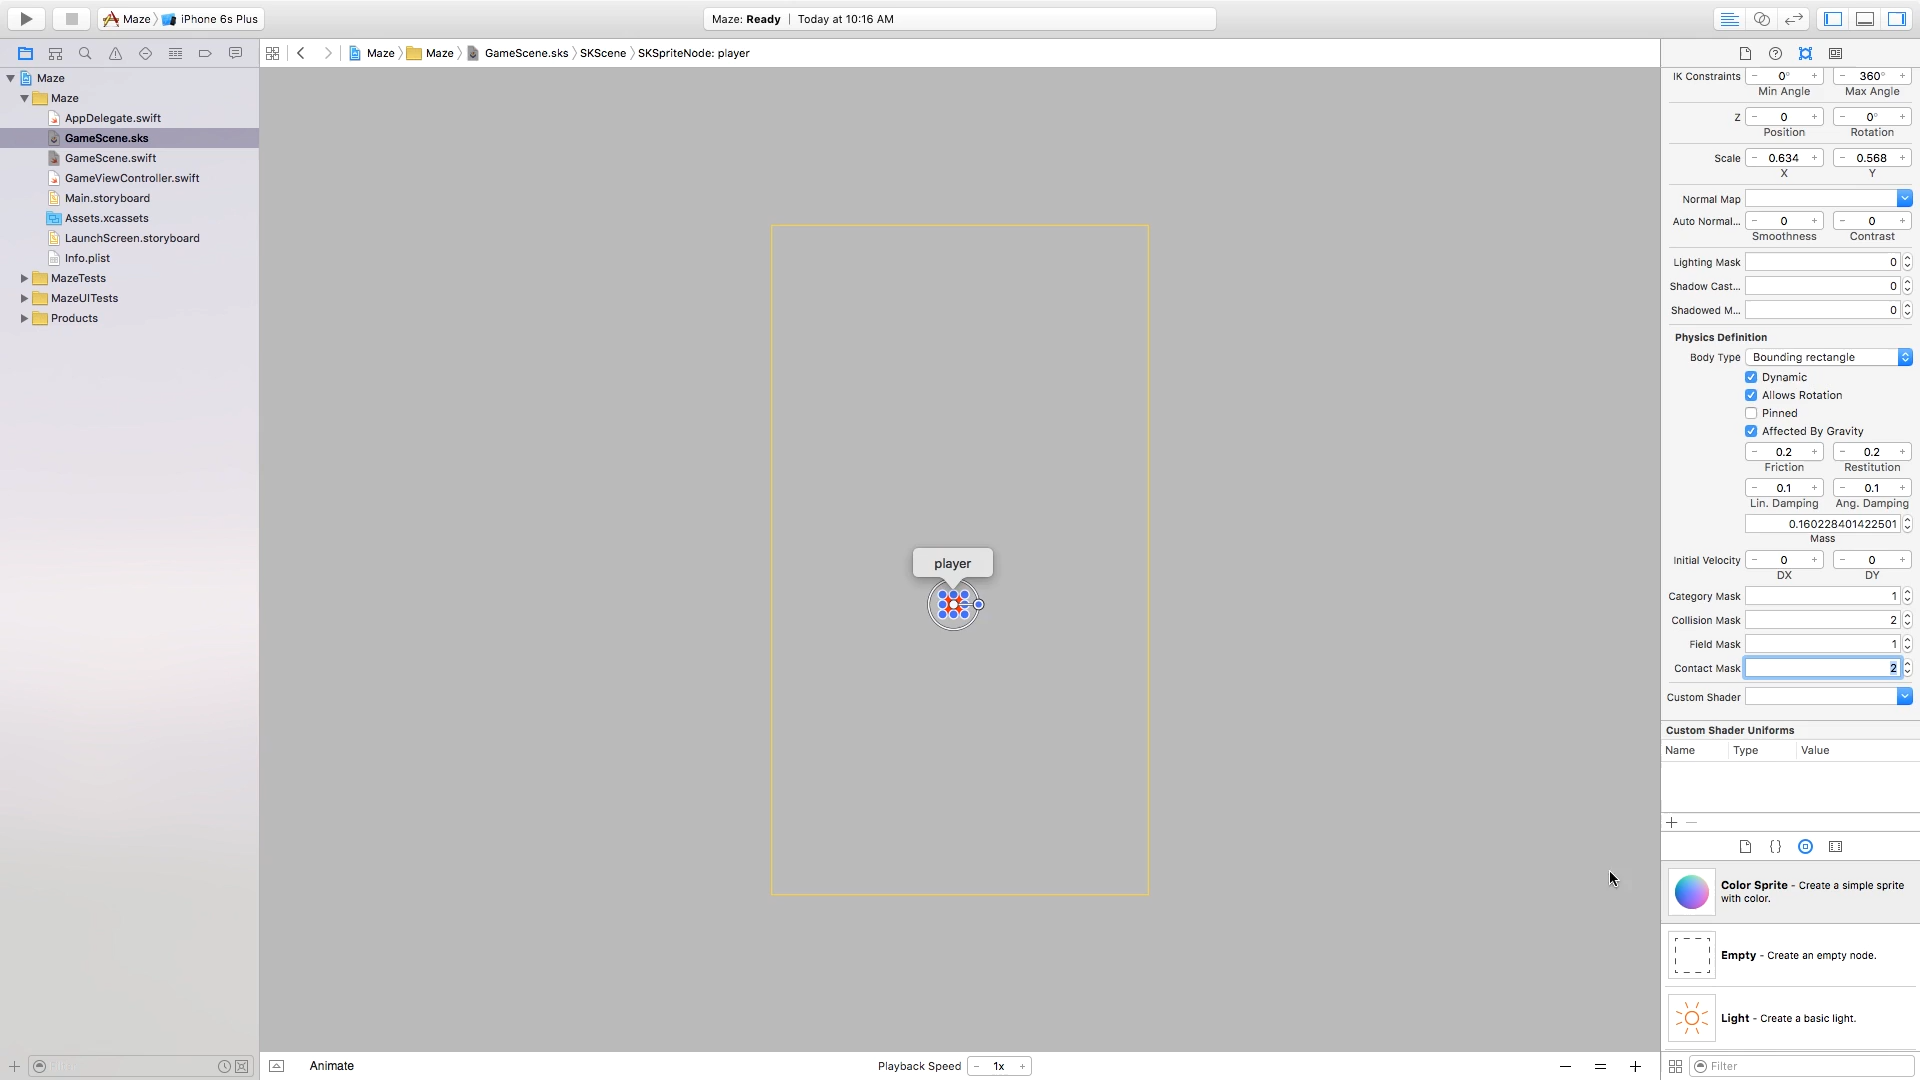 Maze
iPhone 6s Plus
Maze: Ready
Today at 10:16 AM
Maze
Maze
GameScene.sks
SKScene
SKSpriteNode: player
Maze
Maze
AppDelegate.swift
GameScene.sks
GameScene.swift
GameViewController.swift
Main.storyboard
Assets.xcassets
LaunchScreen.storyboard
Info.plist
MazeTests
MazeUITests
Products
player
IK Constraints 0° 360°
Min Angle Max Angle
Z 0 0°
Position Rotation
Scale 0.634 0.568
X Y
Normal Map
Auto Normal... 0 0
Smoothness Contrast
Lighting Mask 0
Shadow Cast... 0
Shadowed M... 0
Physics Definition
Body Type Bounding rectangle
Dynamic
Allows Rotation
Pinned
Affected By Gravity
0.2 0.2
Friction Restitution
0.1 0.1
Lin. Damping Ang. Damping
0.160228401422501
Mass
Initial Velocity 0 0
DX DY
Category Mask 1
Collision Mask 2
Field Mask 1
Contact Mask 2
Custom Shader
Custom Shader Uniforms
Name Type Value
Color Sprite - Create a simple sprite
with color.
Empty - Create an empty node.
Light - Create a basic light.
Animate
Playback Speed 1x
Filter